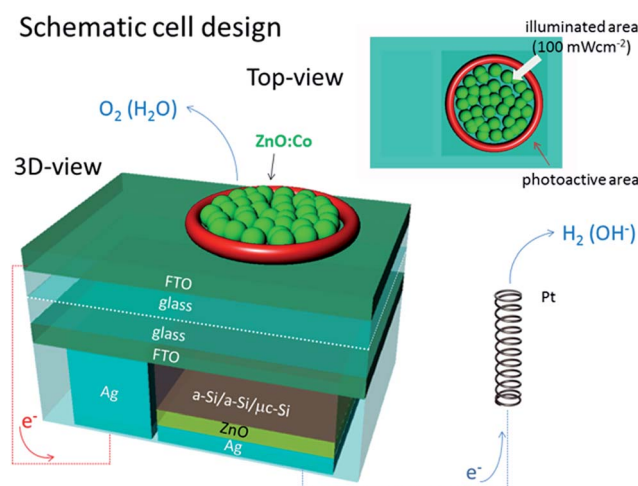 Schematic cell design
illuminated area
(100 mWcm⁻²)
Top-view
O₂ (H₂O)
ZnO:Co
3D-view
photoactive area
H₂ (OH⁻)
FTO
glass
Pt
glass
FTO
Ag
a-Si/a-Si/µc-Si
ZnO
Ag
e⁻
e⁻